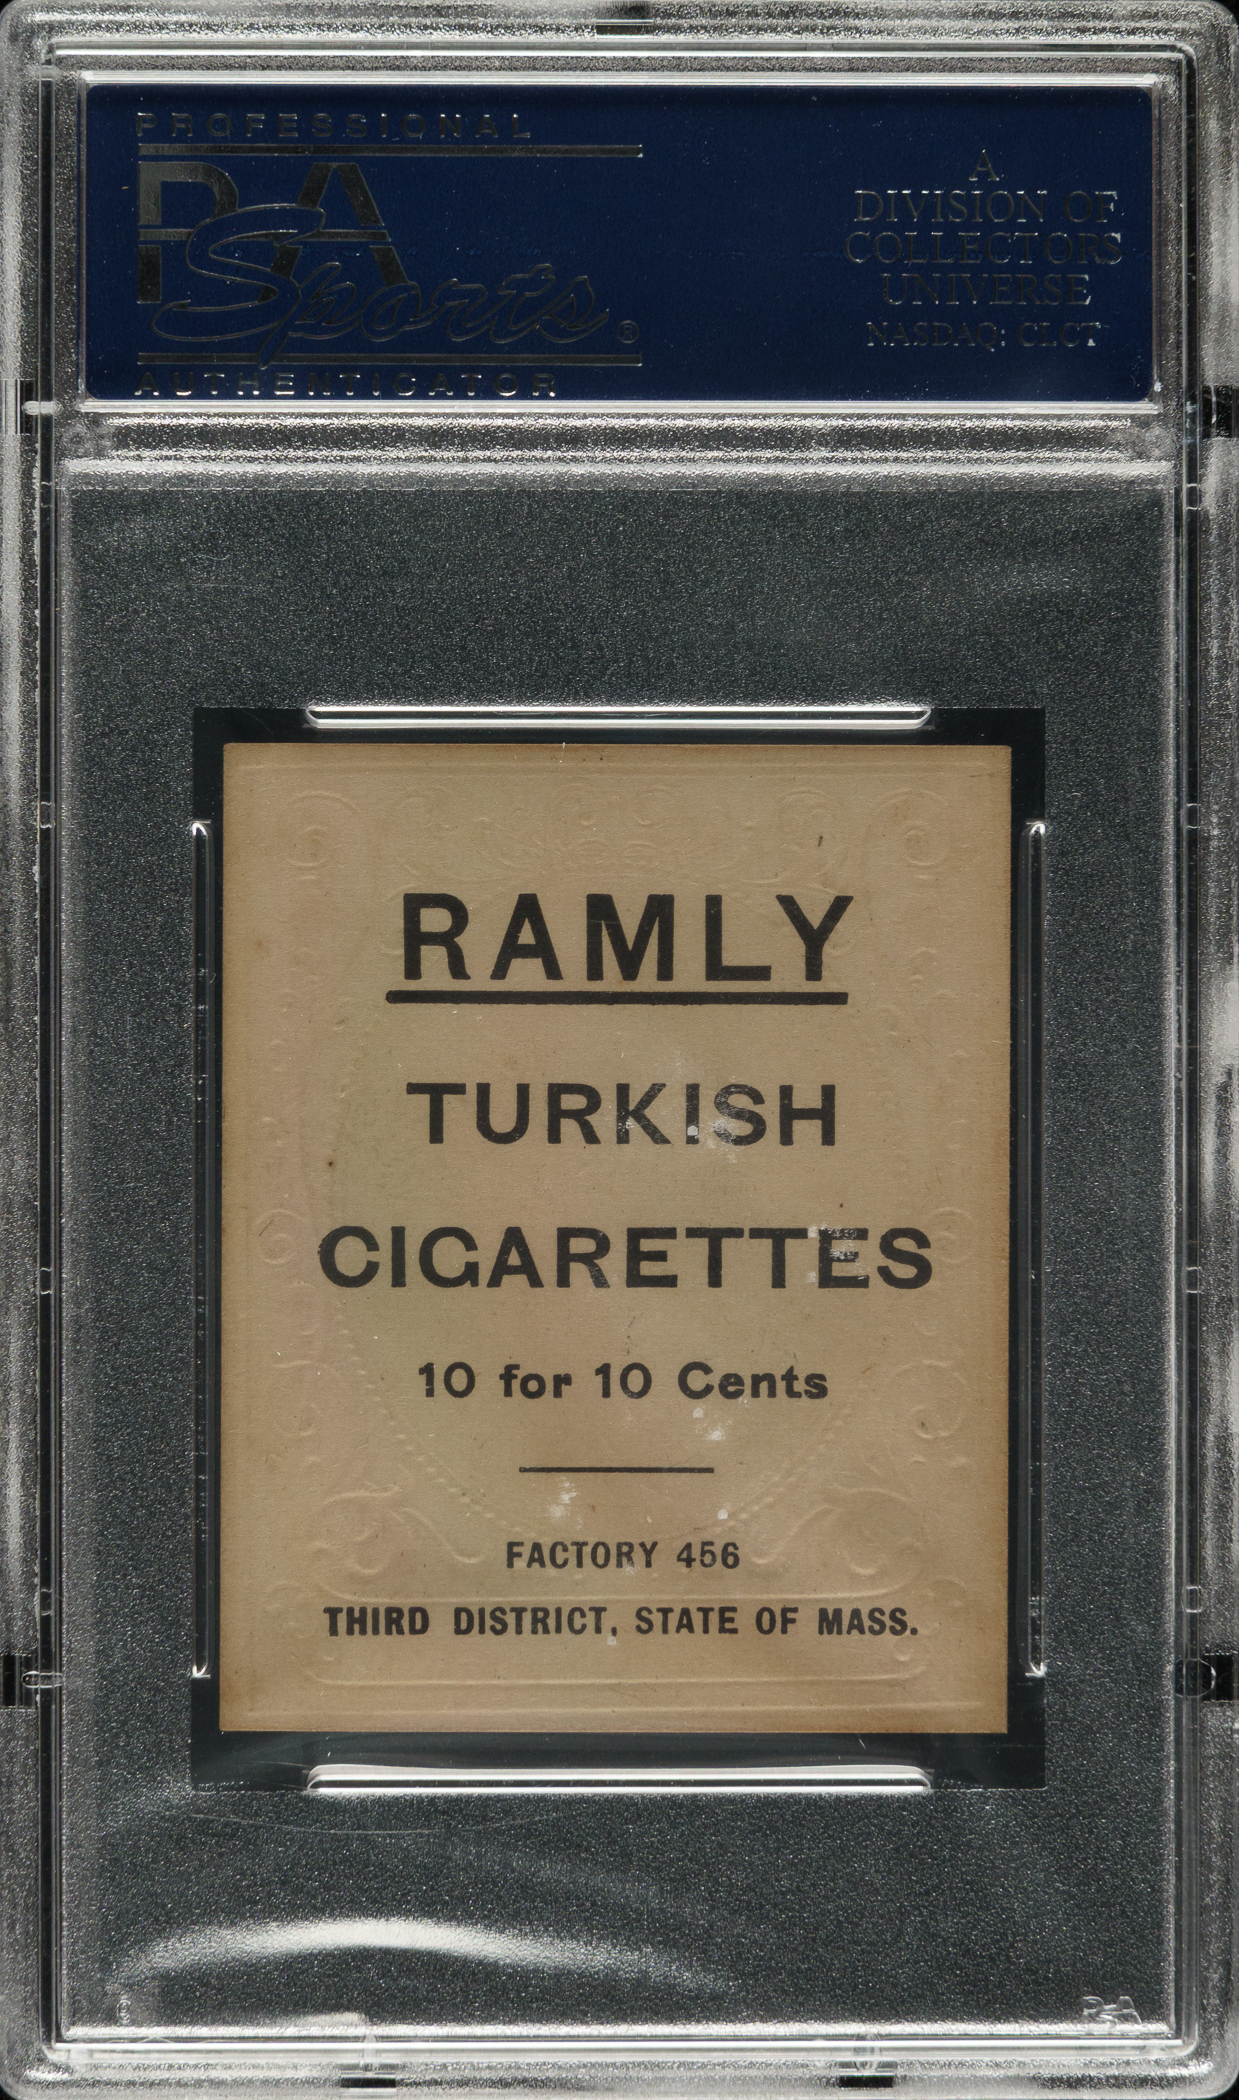 PROFESSIONAL
PSA
Sports®
AUTHENTICATOR
A
DIVISION OF
COLLECTORS
UNIVERSE
NASDAQ: CLCT
RAMLY
TURKISH
CIGARETTES
10 for 10 Cents
FACTORY 456
THIRD DISTRICT, STATE OF MASS.
©
PSA